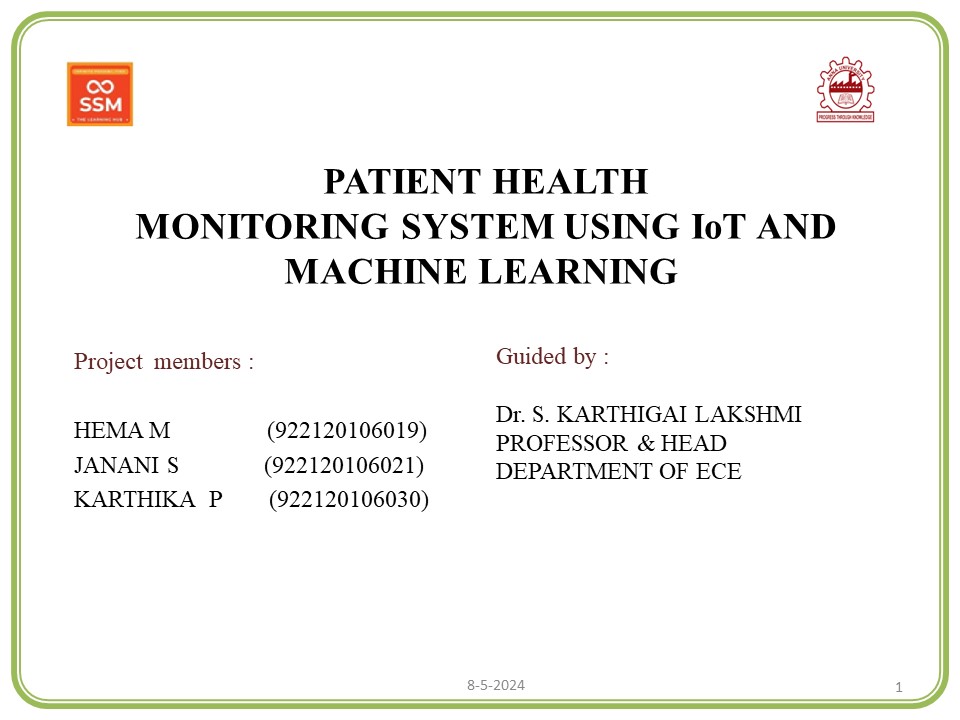 SSM
THE LEARNING HUB
ANNA UNIVERSITY
PROGRESS THROUGH KNOWLEDGE
PATIENT HEALTH
MONITORING SYSTEM USING IoT AND
MACHINE LEARNING
Project members :
HEMA M (922120106019)
JANANI S (922120106021)
KARTHIKA P (922120106030)
Guided by :
Dr. S. KARTHIGAI LAKSHMI
PROFESSOR & HEAD
DEPARTMENT OF ECE
8-5-2024
1